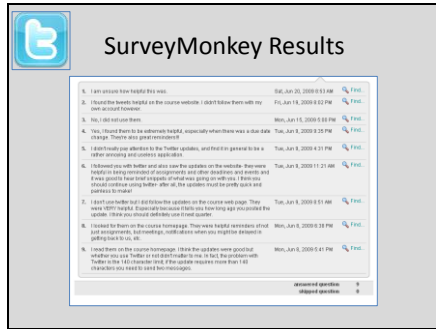 SurveyMonkey Results
1. I am unsure how helpful this was. Sat, Jun 20, 2009 6:53 AM Find...
2. I found the tweets helpful on the course website. I didn't follow them with my Fri, Jun 19, 2009 9:02 PM Find...
own account however.
3. No, I did not use them. Mon, Jun 15, 2009 5:00 PM Find...
4. Yes, I found them to be extremely helpful, especially when there was a due date Tue, Jun 9, 2009 9:35 PM Find...
change. They're also great reminders!!
5. I didn't really pay attention to the Twitter updates, and find it in general to be a Tue, Jun 9, 2009 4:31 PM Find...
rather annoying and useless application.
6. I followed you with twitter and also saw the updates on the website- they were Tue, Jun 9, 2009 11:21 AM Find...
helpful in being reminded of assignments and other deadlines and events and
it was good to hear brief snippets of what was going on with you. I think you
should continue using twitter- after all, the updates must be pretty quick and
painless to make!
7. I don't use twitter but I did follow the updates on the course web page. They Tue, Jun 9, 2009 8:51 AM Find...
were VERY helpful. Especially because it tells you how long ago you posted the
update. I think you should definitely use it next quarter.
8. I looked for them on the course homepage. They were helpful reminders of not Mon, Jun 8, 2009 6:38 PM Find...
just assignments, but meetings, notifications when you might be delayed in
getting back to us, etc.
9. I read them on the course homepage. I think the updates were good but Mon, Jun 8, 2009 5:41 PM Find...
whether you use Twitter or not didn't matter to me. In fact, the problem with
Twitter is the 140 character limit, if the update requires more than 140
characters you need to send two messages.
answered question 9
skipped question 0